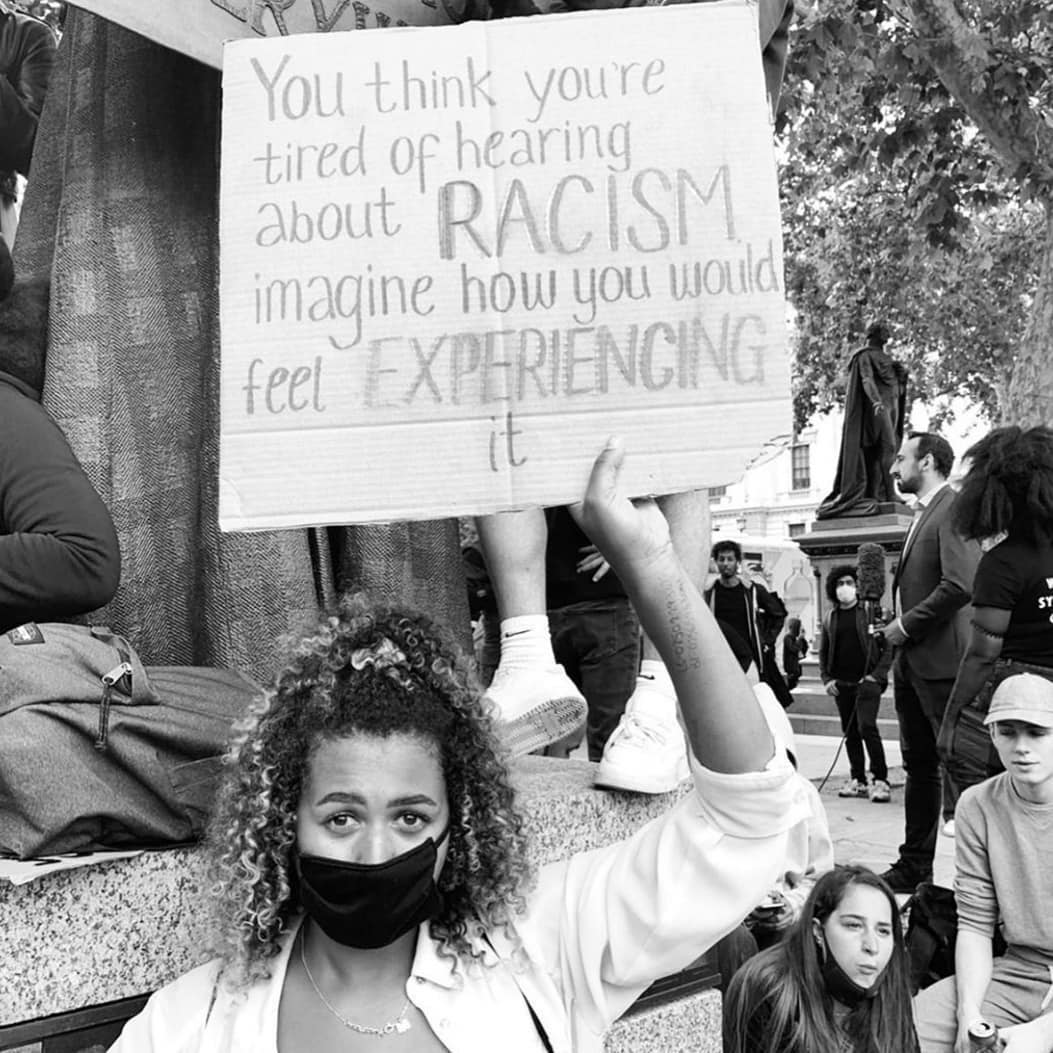 You think you're
tired of hearing
about RACISM
imagine how you would
feel EXPERIENCING
it